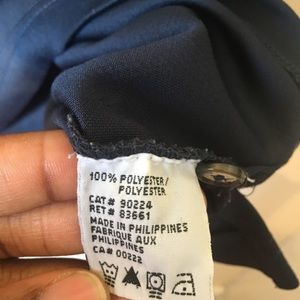 100% POLYESTER/
POLYESTER
CAT# 90224
RET# 83661
MADE IN PHILIPPINES
FABRIQUE AUX
PHILIPPINES
CA# 00222